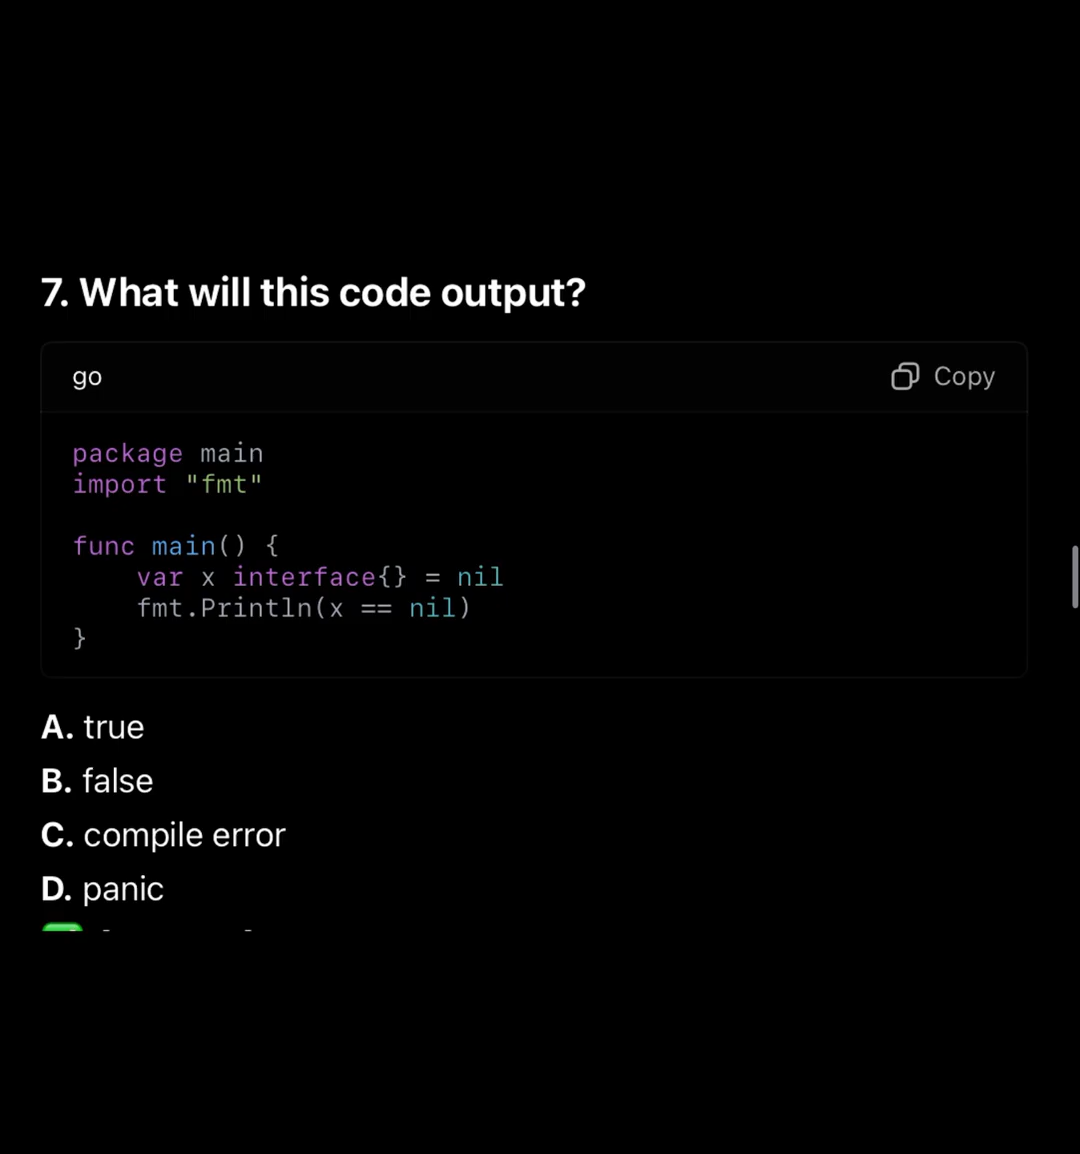 7. What will this code output?
go
Copy
package main
import "fmt"
func main() {
    var x interface{} = nil
    fmt.Println(x == nil)
}
A. true
B. false
C. compile error
D. panic